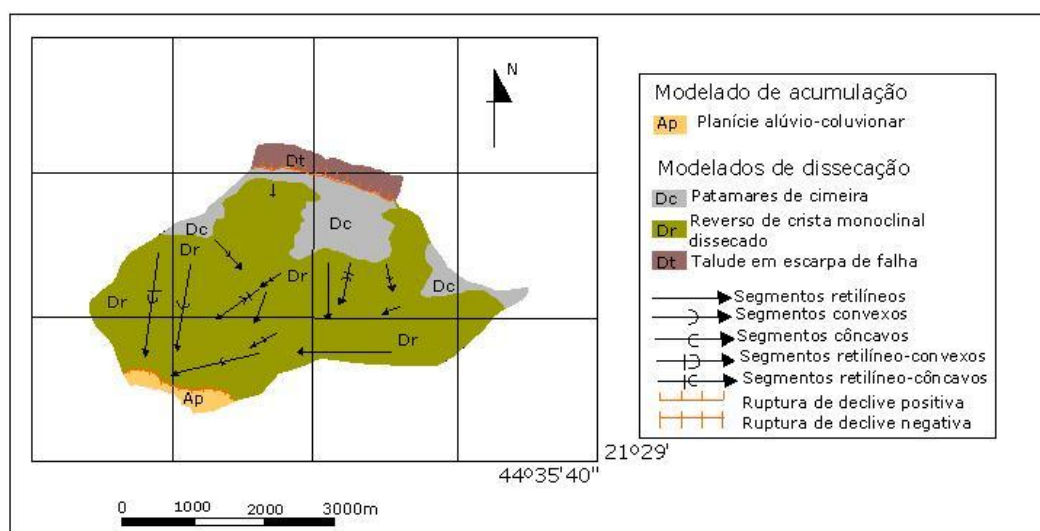 N
Dt
Dc
Dc
Dr
Dr
Dr
Dc
Dr
Ap
21º29'
44º35'40"
0 1000 2000 3000m
Modelado de acumulação
Ap Planície alúvio-coluvionar
Modelados de dissecação
Dc Patamares de cimeira
Dr Reverso de crista monoclinal
dissecado
Dt Talude em escarpa de falha
Segmentos retilíneos
Segmentos convexos
Segmentos côncavos
Segmentos retilíneo-convexos
Segmentos retilíneo-côncavos
Ruptura de declive positiva
Ruptura de declive negativa